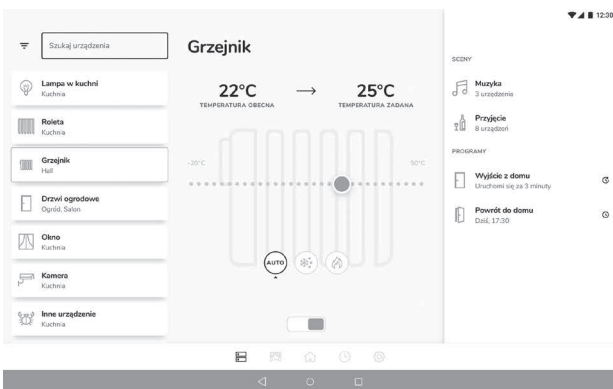 12:30
Szukaj urządzenia
Lampa w kuchni
Kuchnia
Roleta
Kuchnia
Grzejnik
Hall
Drzwi ogrodowe
Ogród, Salon
Okno
Kuchnia
Kamera
Kuchnia
Inne urządzenie
Kuchnia
Grzejnik
22°C
25°C
TEMPERATURA OBECNA
TEMPERATURA ZADANA
-20°C
50°C
AUTO
SCENY
Muzyka
3 urządzenia
Przyjęcie
8 urządzeń
PROGRAMY
Wyjście z domu
Uruchomi się za 3 minuty
Powrót do domu
Dziś, 17:30